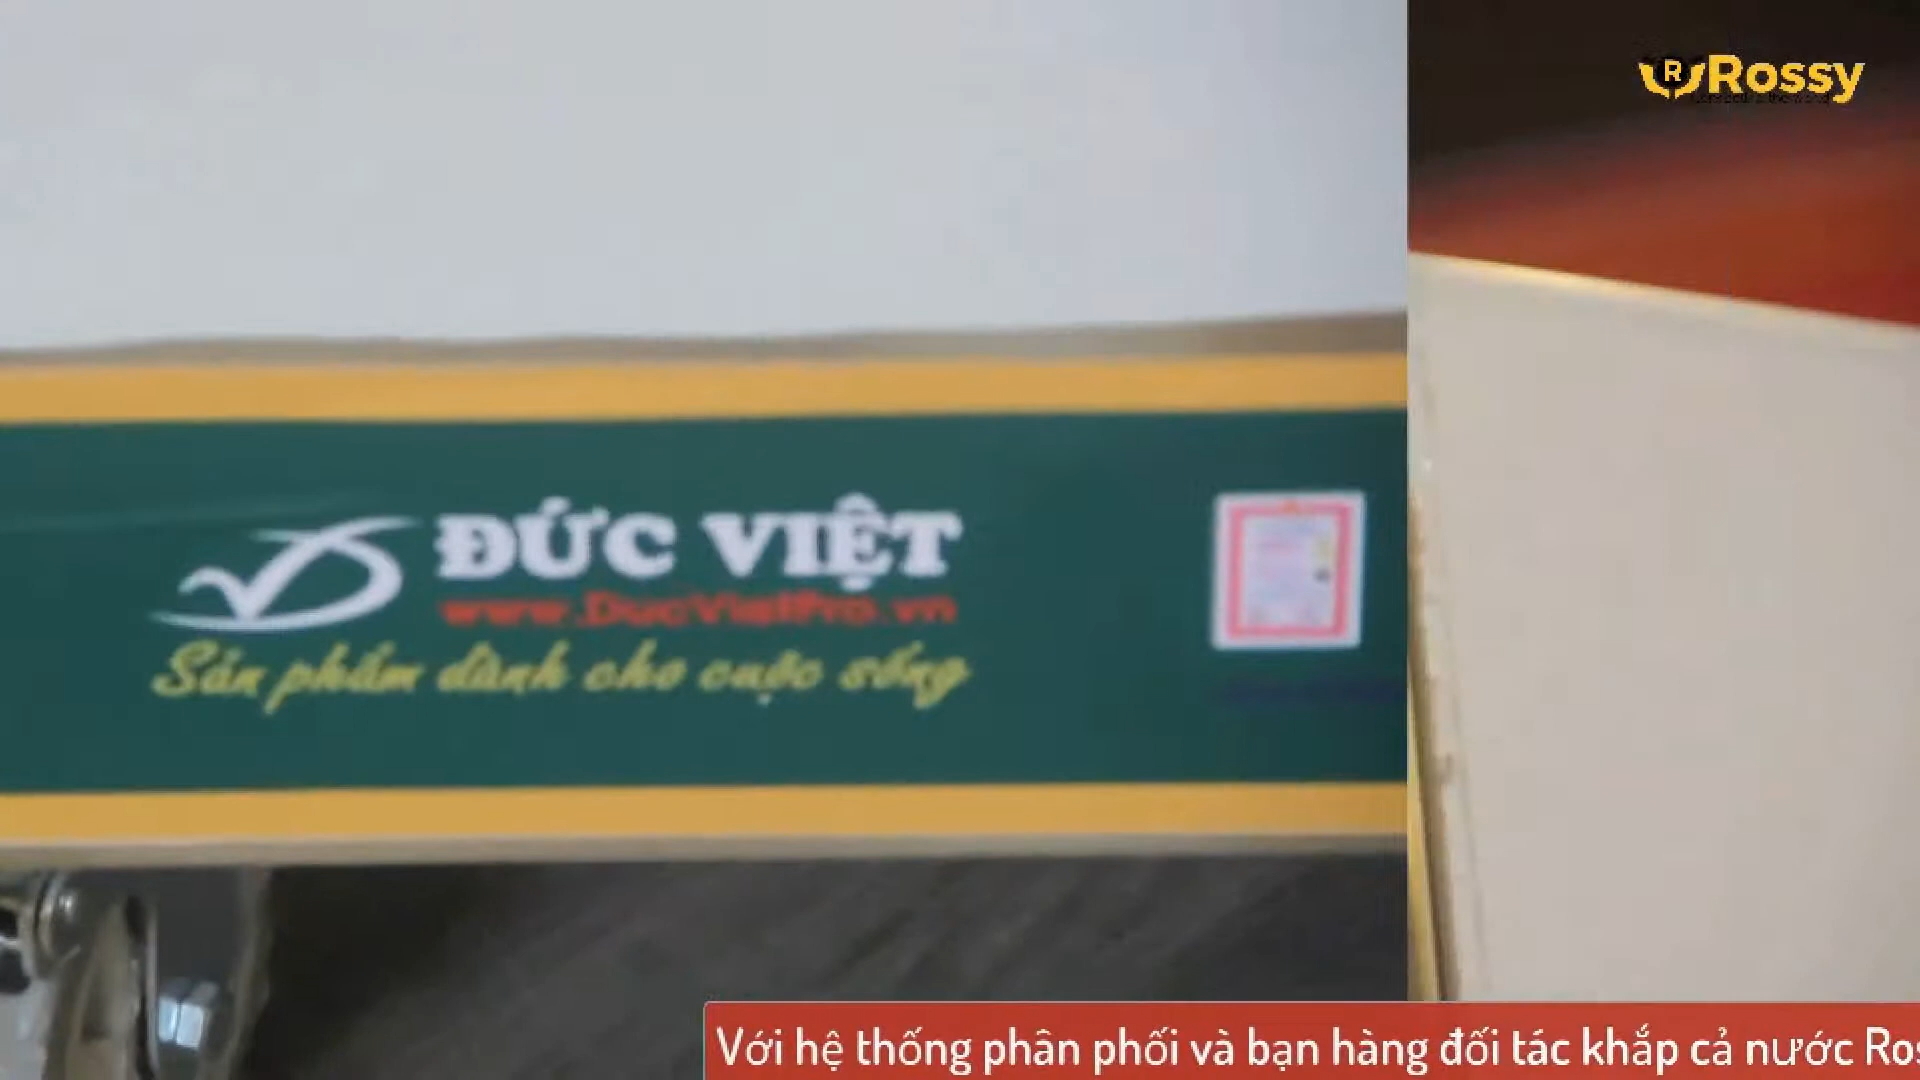 Rossy
ĐỨC VIỆT
www.DucVietPro.vn
Sản phẩm dành cho cuộc sống
Với hệ thống phân phối và bạn hàng đối tác khắp cả nước Ros